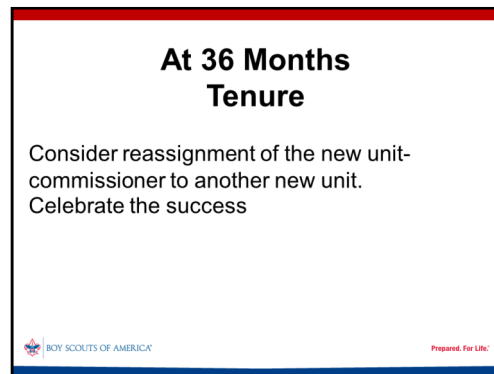 At 36 Months
Tenure
Consider reassignment of the new unit-
commissioner to another new unit.
Celebrate the success
BOY SCOUTS OF AMERICA®
Prepared. For Life.®